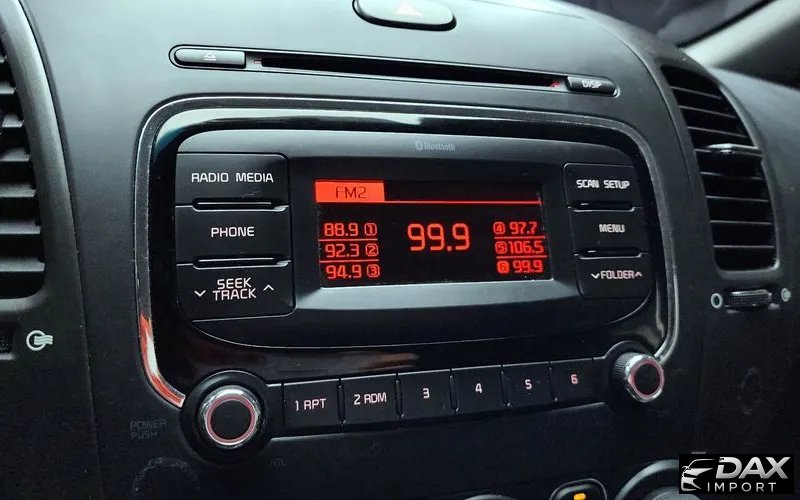 DISP
Bluetooth
RADIO MEDIA
PHONE
SEEK
TRACK
FM2
88.9 1
92.3 2
94.9 3
99.9
4 97.7
5 106.5
6 99.9
SCAN SETUP
MENU
FOLDER
1 RPT
2 RDM
3
4
5
6
POWER
PUSH
VOL
DAX
IMPORT